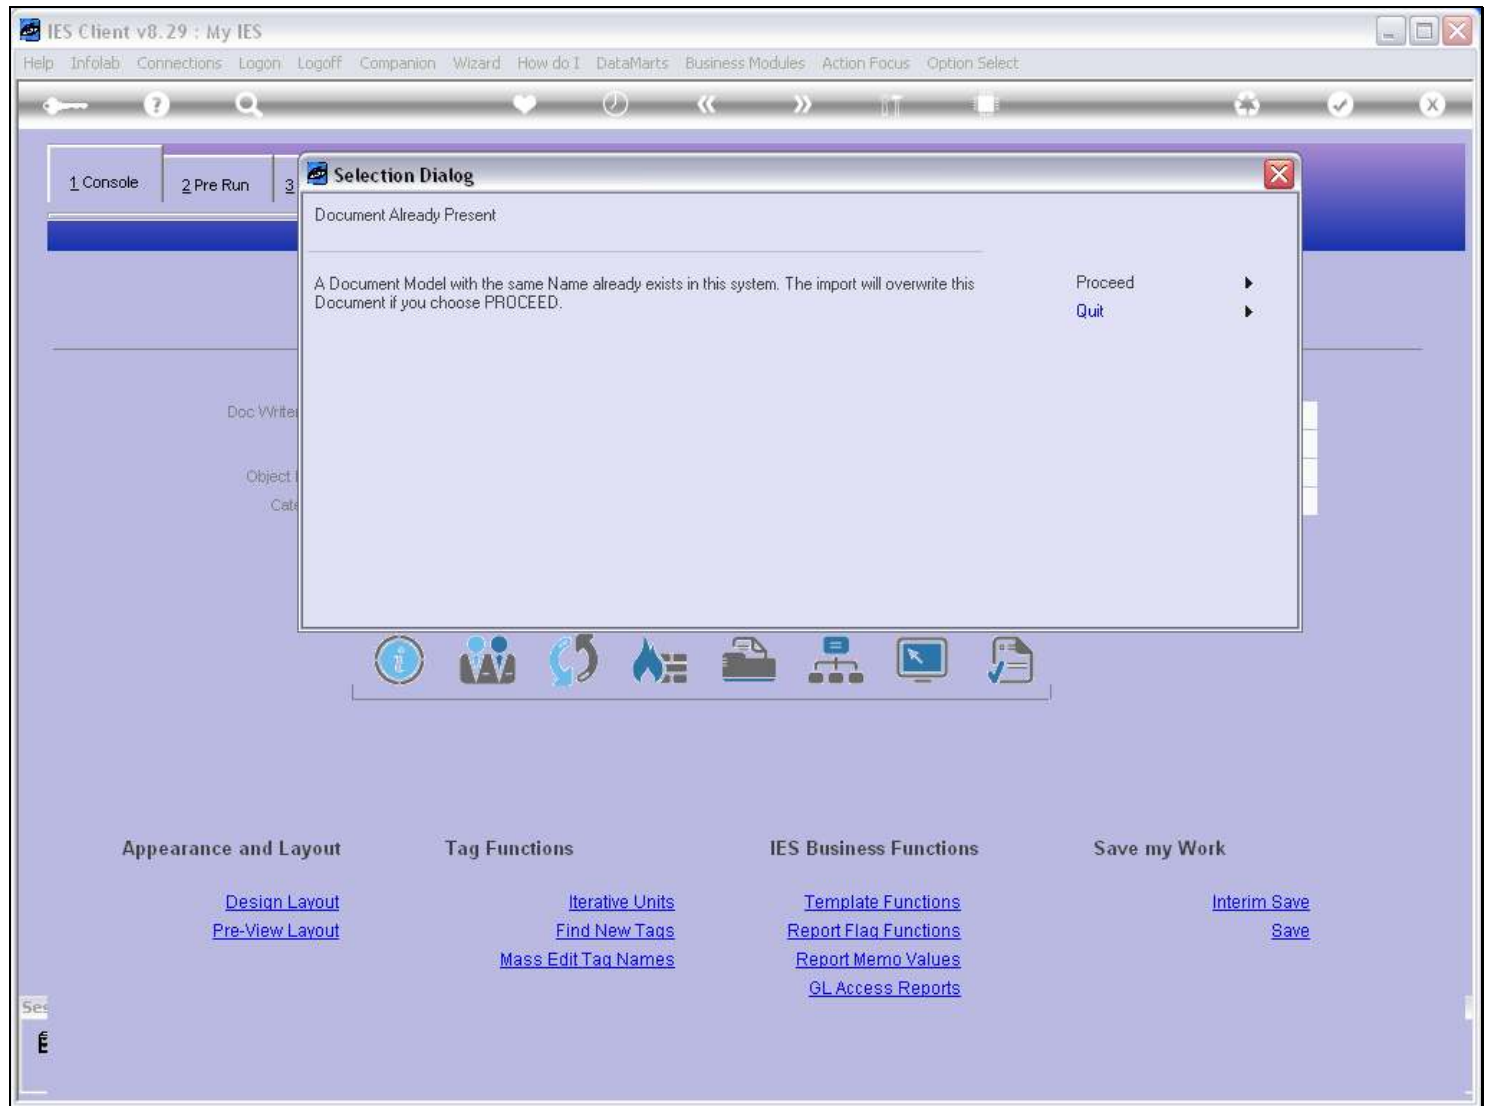 IES Client v8.29 : My IES
Help Infolab Connections Logon Logoff Companion Wizard How do I DataMarts Business Modules Action Focus Option Select
1 Console 2 Pre Run 3
Selection Dialog
Document Already Present
A Document Model with the same Name already exists in this system. The import will overwrite this
Document if you choose PROCEED.
Proceed
Quit
Doc Writer
Object
Appearance and Layout
Design Layout
Pre-View Layout
Tag Functions
Iterative Units
Find New Tags
Mass Edit Tag Names
IES Business Functions
Template Functions
Report Flag Functions
Report Memo Values
GL Access Reports
Save my Work
Interim Save
Save